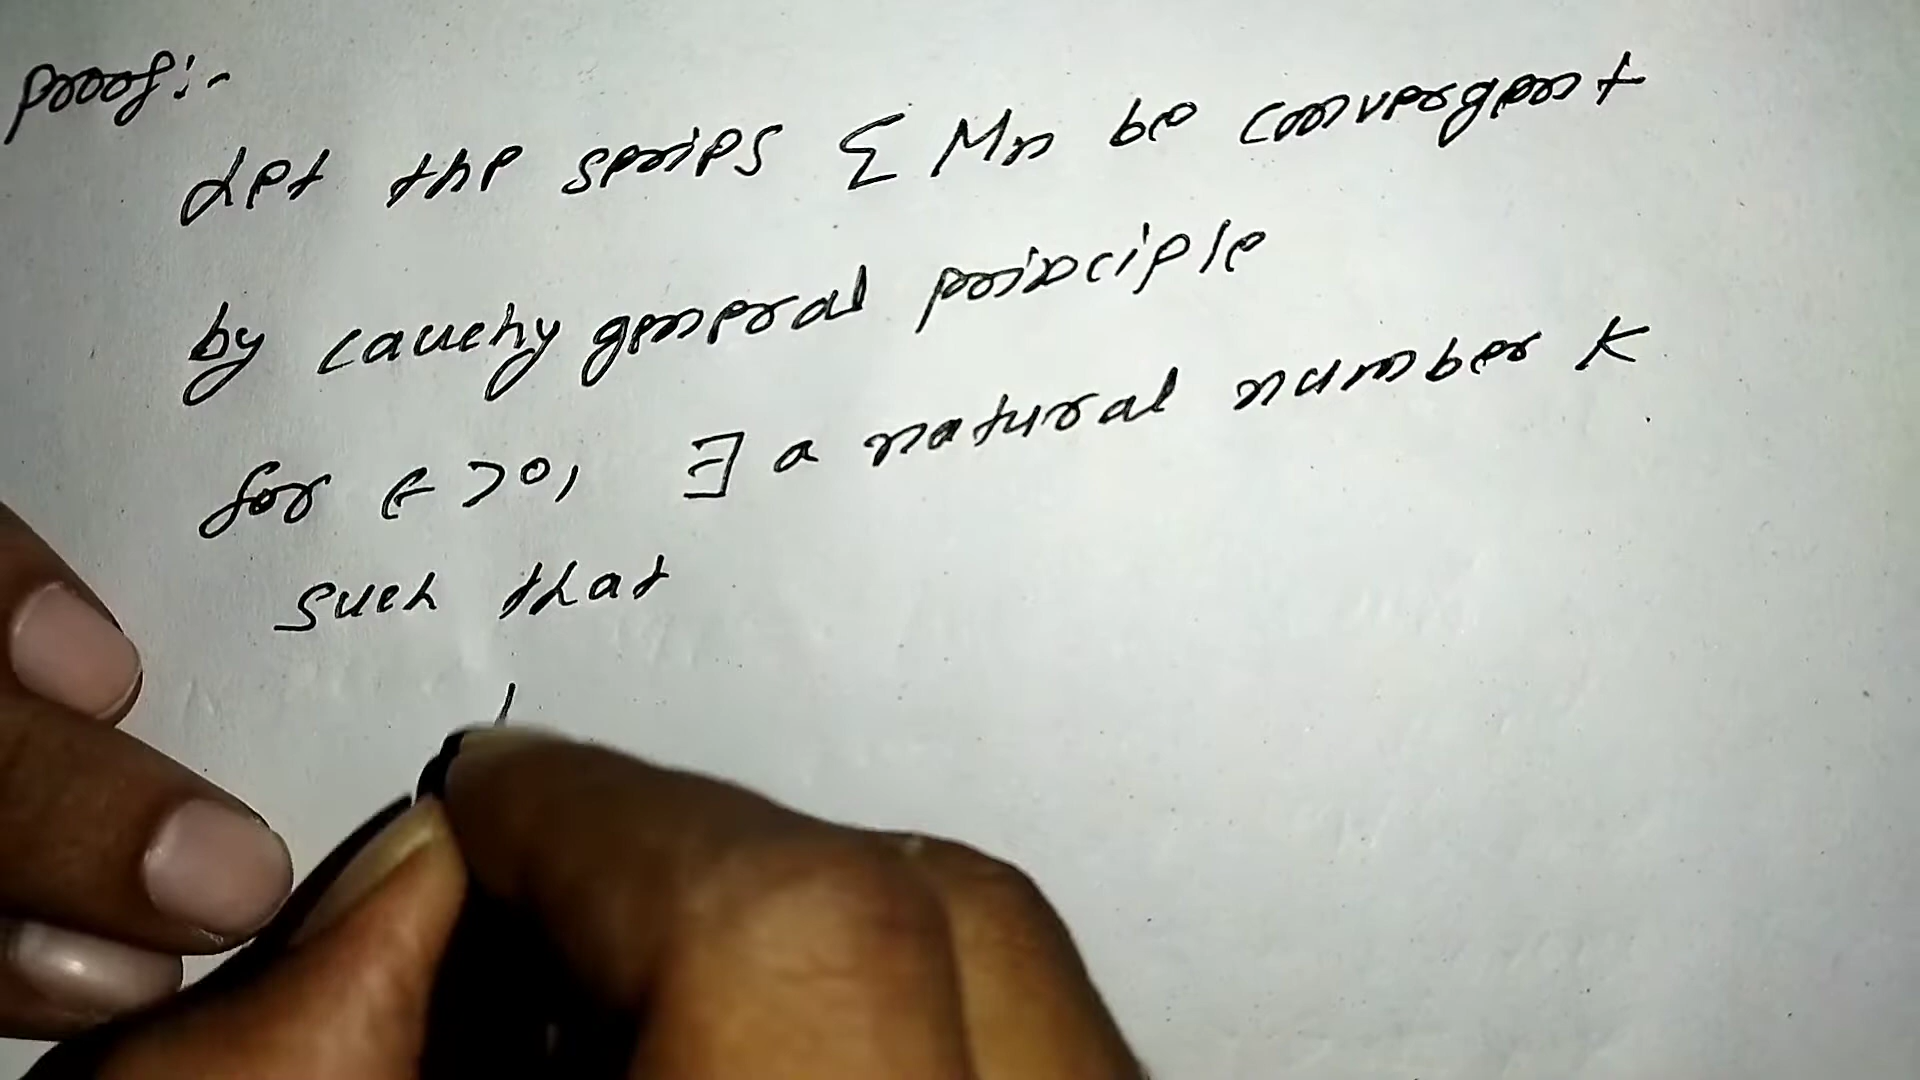 Proof:-
Let the series Σ Mn be convergent
by cauchy general principle
for ϵ >0, ∃ a natural number K
such that
|